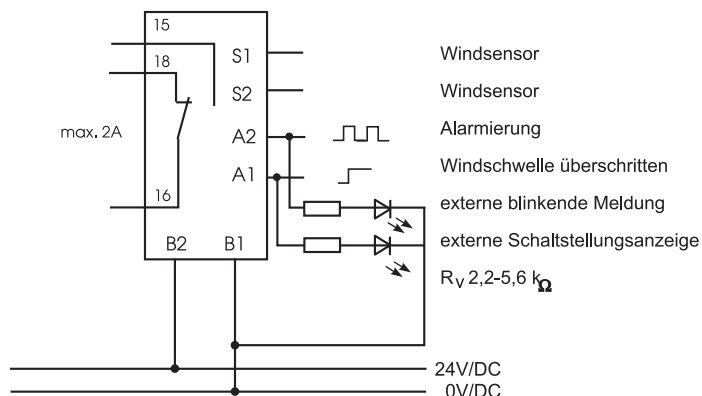 15
S1 Windsensor
18
S2 Windsensor
max. 2A A2 Alarmierung
A1 Windschwelle überschritten
16 externe blinkende Meldung
B2 B1 externe Schaltstellungsanzeige
RV 2,2-5,6 kΩ
24V/DC
0V/DC